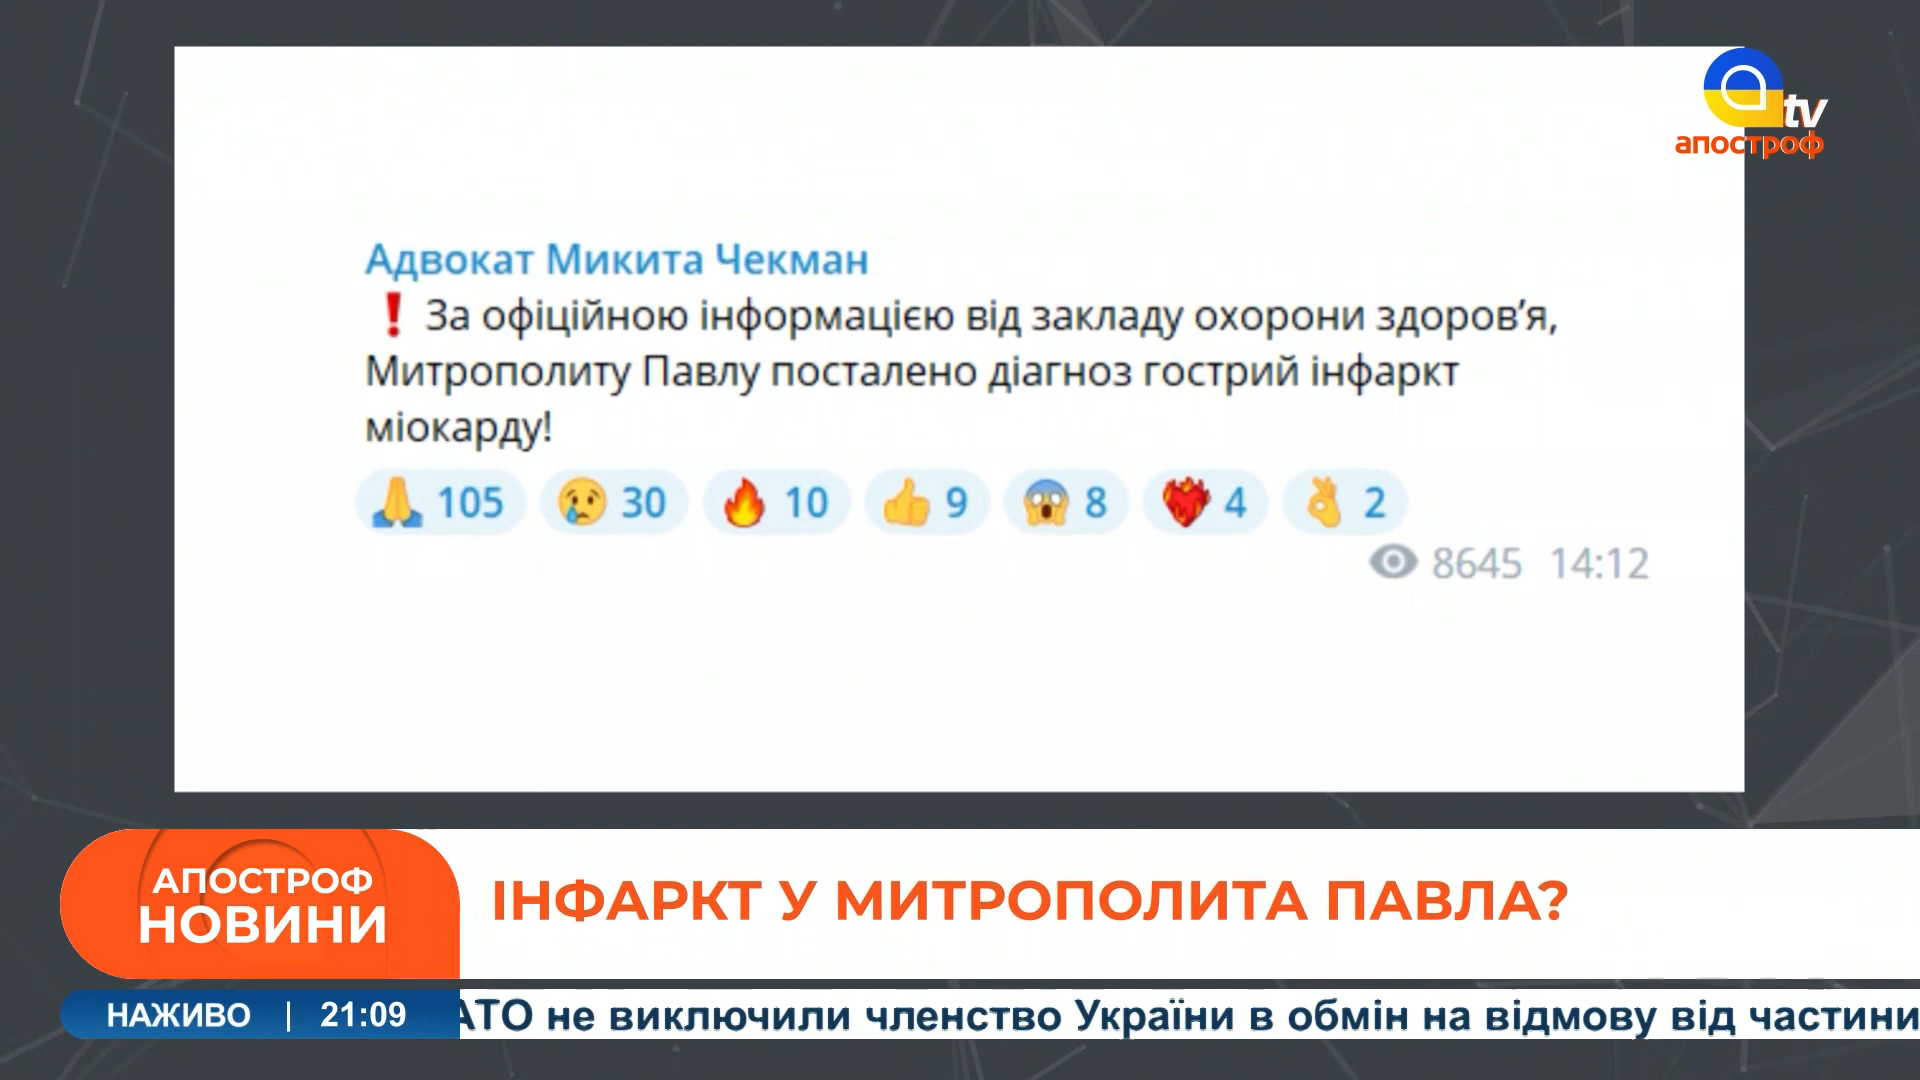 tv
апостроф
Адвокат Микита Чекман
❗ За офіційною інформацією від закладу охорони здоров’я,
Митрополиту Павлу посталено діагноз гострий інфаркт
міокарду!
🙏 105 😢 30 🔥 10 👍 9 😱 8 ❤️‍🔥 4 👌 2
8645 14:12
АПОСТРОФ
НОВИНИ
ІНФАРКТ У МИТРОПОЛИТА ПАВЛА?
НАЖИВО | 21:09
АТО не виключили членство України в обмін на відмову від частини